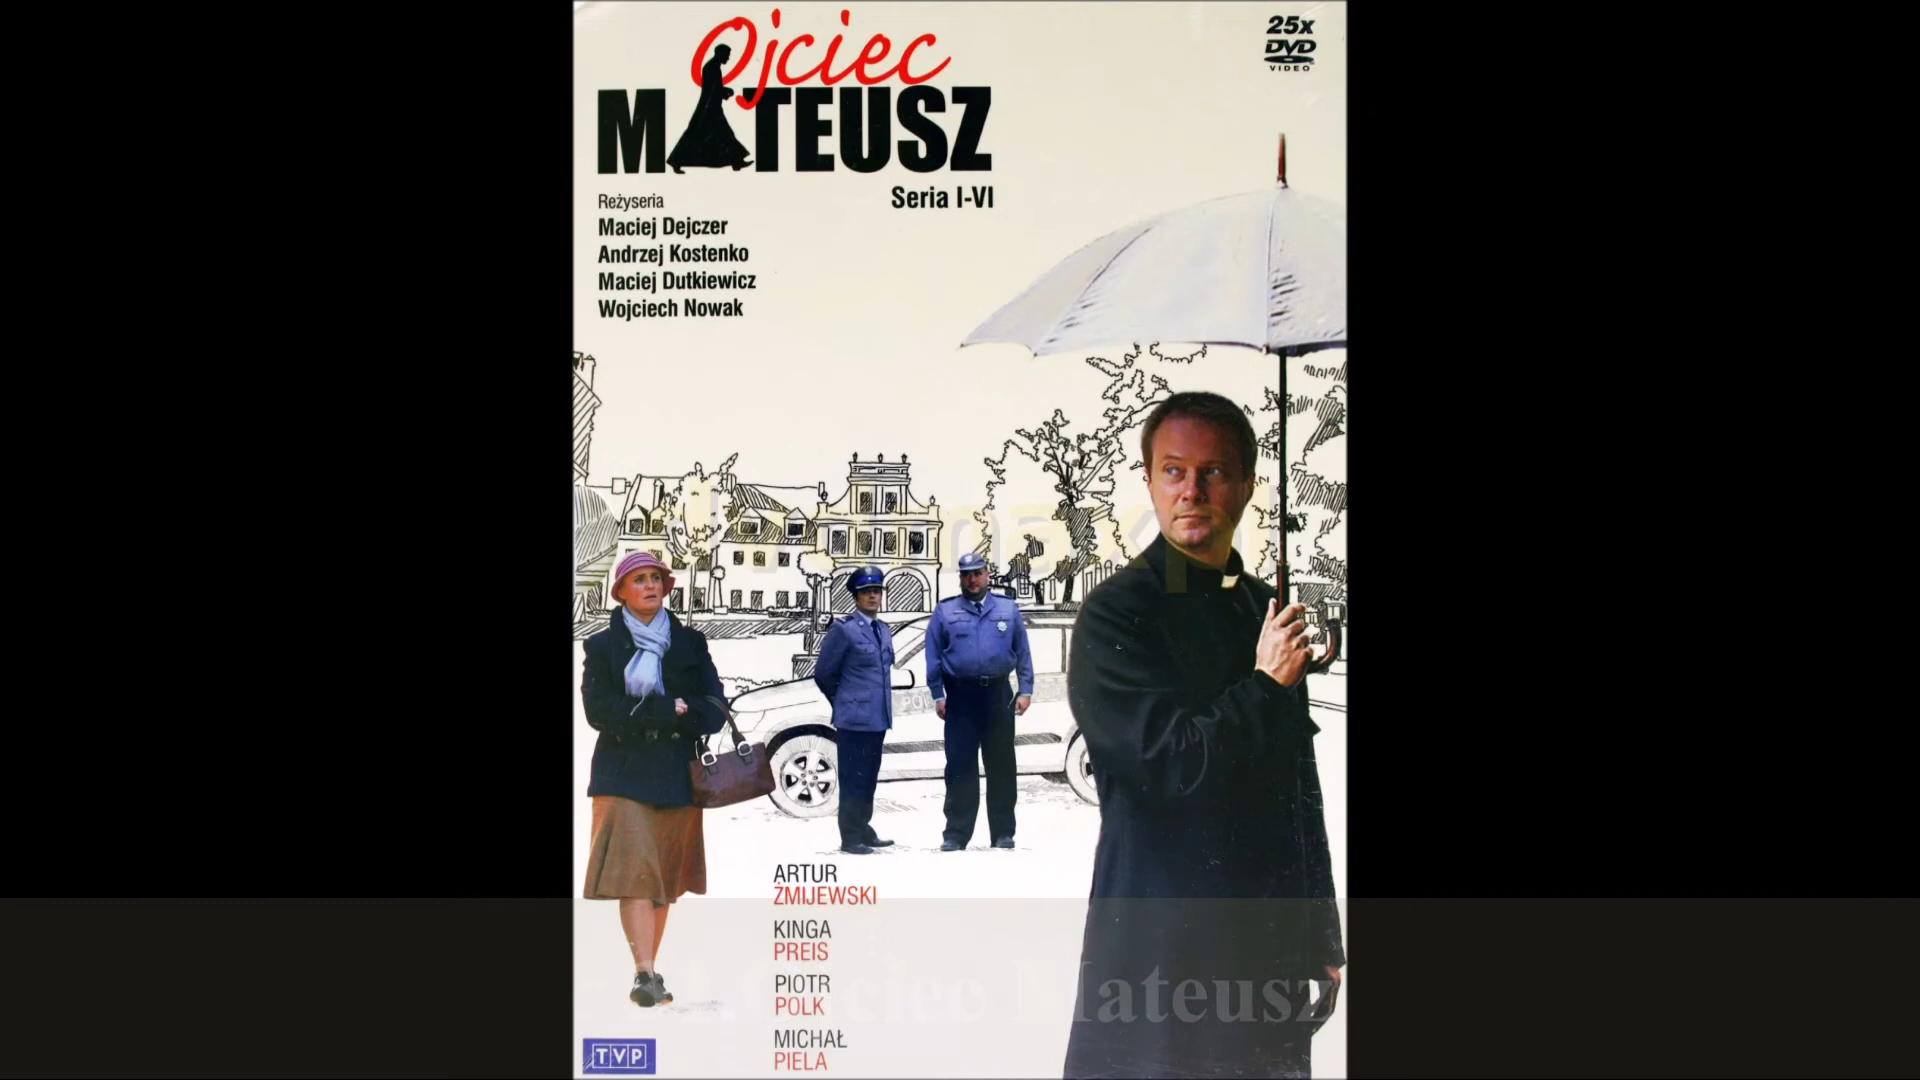 Ojciec
MATEUSZ
25x
DVD
VIDEO
Seria I-VI
Reżyseria
Maciej Dejczer
Andrzej Kostenko
Maciej Dutkiewicz
Wojciech Nowak
ARTUR
ŻMIJEWSKI
KINGA
PREIS
PIOTR
POLK
MICHAŁ
PIELA
Ojciec Mateusz
TVP